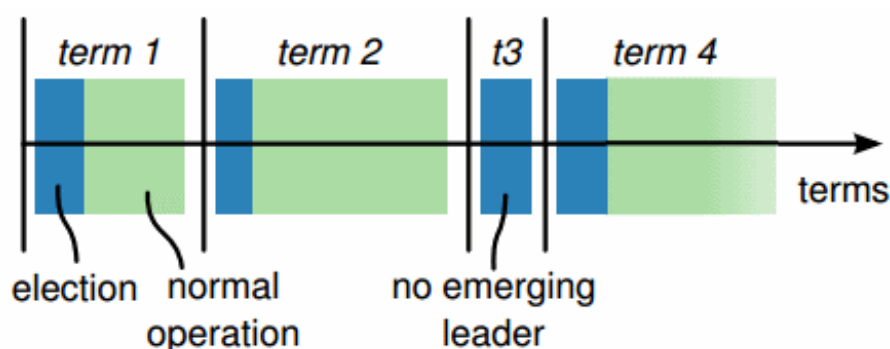 term 1
term 2
t3
term 4
terms
election
normal
operation
no emerging
leader